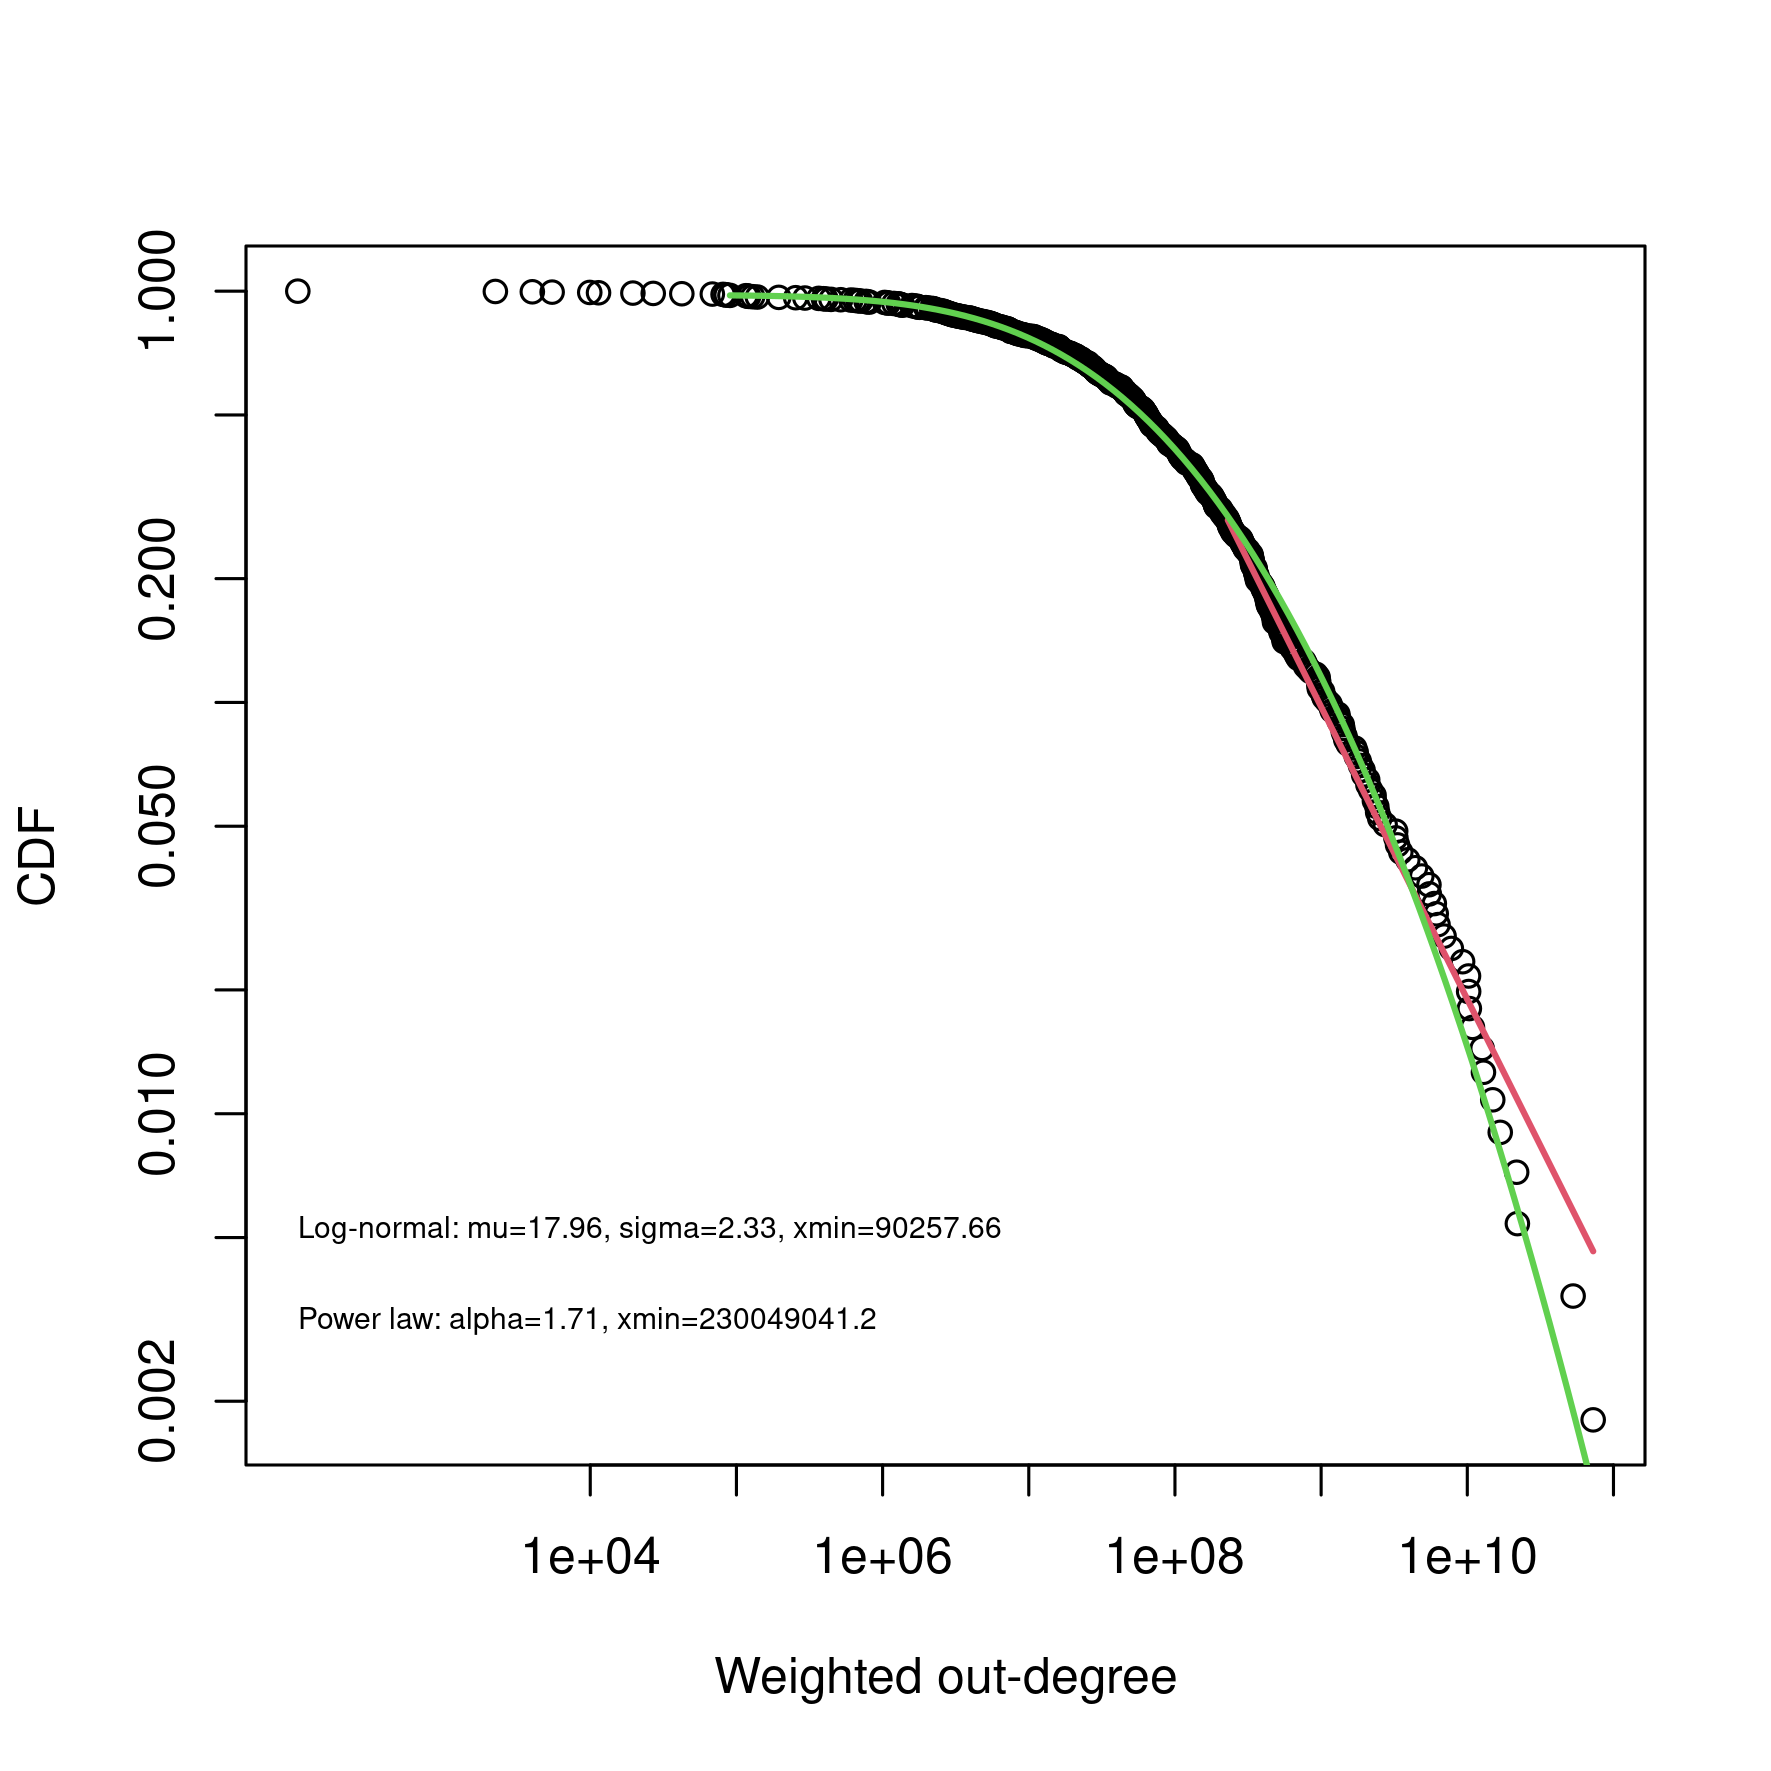 1.000
0.200
0.050
0.010
0.002
CDF
Log-normal: mu=17.96, sigma=2.33, xmin=90257.66
Power law: alpha=1.71, xmin=230049041.2
1e+04 1e+06 1e+08 1e+10
Weighted out-degree